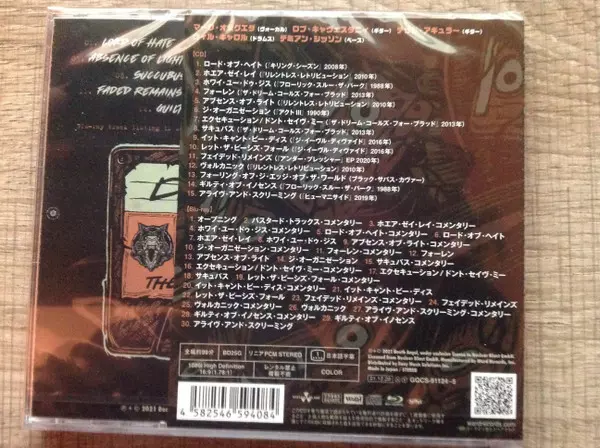 マーク・オセグエダ（ヴォーカル） ロブ・キャヴェスタニィ（ギター） テッド・アギュラー（ギター）
ウィル・キャロル（ドラムス） デミアン・シッソン（ベース）
[CD]
1. ロード・オブ・ヘイト（『キリング・シーズン』2008年）
2. ホエア・ゼイ・レイ（『リレントレス・レトリビューション』2010年）
3. ホワイ・ユー・ドゥ・ジス（『フローリック・スルー・ザ・パーク』1988年）
4. フォーレン（『ザ・ドリーム・コールズ・フォー・ブラッド』2013年）
5. アブセンス・オブ・ライト（『リレントレス・レトリビューション』2010年）
6. ジ・オーガニゼーション（『アクトIII』1990年）
7. エクセキューション／ドント・セイヴ・ミー（『ザ・ドリーム・コールズ・フォー・ブラッド』2013年）
8. サキュバス（『ザ・ドリーム・コールズ・フォー・ブラッド』2013年）
9. イット・キャント・ビー・ディス（『ジ・イーヴル・ディヴァイド』2016年）
10. レット・ザ・ピーシズ・フォール（『ジ・イーヴル・ディヴァイド』2016年）
11. フェイデッド・リメインズ（『アンダー・プレッシャー』EP 2020年）
12. ヴォルカニック（『リレントレス・レトリビューション』2010年）
13. フォーリング・オフ・ジ・エッジ・オブ・ザ・ワールド（ブラック・サバス・カヴァー）
14. ギルティ・オブ・イノセンス（『フローリック・スルー・ザ・パーク』1988年）
15. アライヴ・アンド・スクリーミング（『ヒューマニサイド』2019年）
[Blu-ray]
1. オープニング 2. バスタード・トラックス・コメンタリー 3. ホエア・ゼイ・レイ・コメンタリー
4. ホワイ・ユー・ドゥ・ジス・コメンタリー 5. ロード・オブ・ヘイト・コメンタリー 6. ロード・オブ・ヘイト
7. ホエア・ゼイ・レイ 8. ホワイ・ユー・ドゥ・ジス 9. アブセンス・オブ・ライト・コメンタリー
10. ジ・オーガニゼーション・コメンタリー 11. フォーレン・コメンタリー 12. フォーレン
13. アブセンス・オブ・ライト 14. ジ・オーガニゼーション 15. サキュバス・コメンタリー
16. エクセキューション／ドント・セイヴ・ミー・コメンタリー 17. エクセキューション／ドント・セイヴ・ミー
18. サキュバス 19. レット・ザ・ピーシズ・フォール・コメンタリー
20. イット・キャント・ビー・ディス・コメンタリー 21. イット・キャント・ビー・ディス
22. レット・ザ・ピーシズ・フォール 23. フェイデッド・リメインズ・コメンタリー 24. フェイデッド・リメインズ
25. ヴォルカニック・コメンタリー 26. ヴォルカニック 27. アライヴ・アンド・スクリーミング・コメンタリー
28. ギルティ・オブ・イノセンス・コメンタリー 29. ギルティ・オブ・イノセンス
30. アライヴ・アンド・スクリーミング
LORD OF HATE
ABSENCE OF LIGHT
SUCCUBU
FADED REMAINS
GUILT
TH
BD25G リニアPCM STEREO 日本語字幕
1080i High Definition
16:9(1.78:1)
レンタル禁止
複製不能
COLOR
4 582546 594084
GQCS-91124~5
wardrecords.com
℗ + © 2021